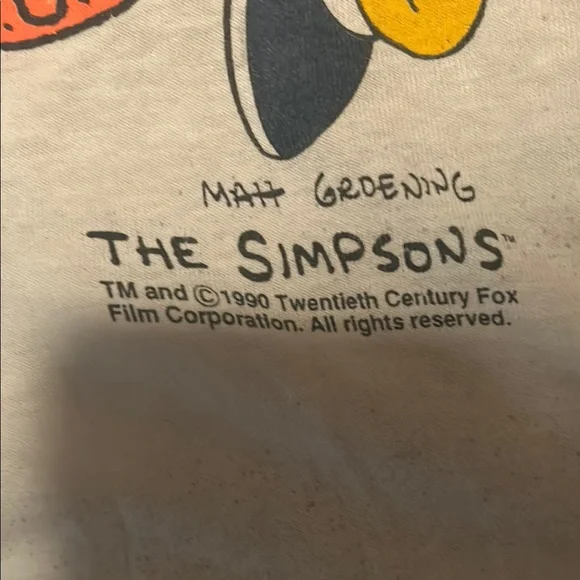 MATT GROENING
THE SIMPSONS™
TM and ©1990 Twentieth Century Fox
Film Corporation. All rights reserved.